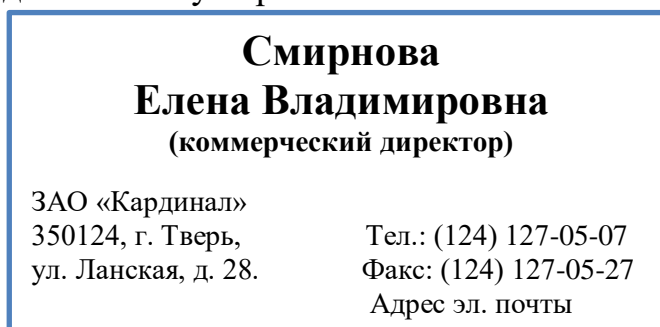 Смирнова
Елена Владимировна
(коммерческий директор)
ЗАО «Кардинал»
350124, г. Тверь, Тел.: (124) 127-05-07
ул. Ланская, д. 28. Факс: (124) 127-05-27
Адрес эл. почты